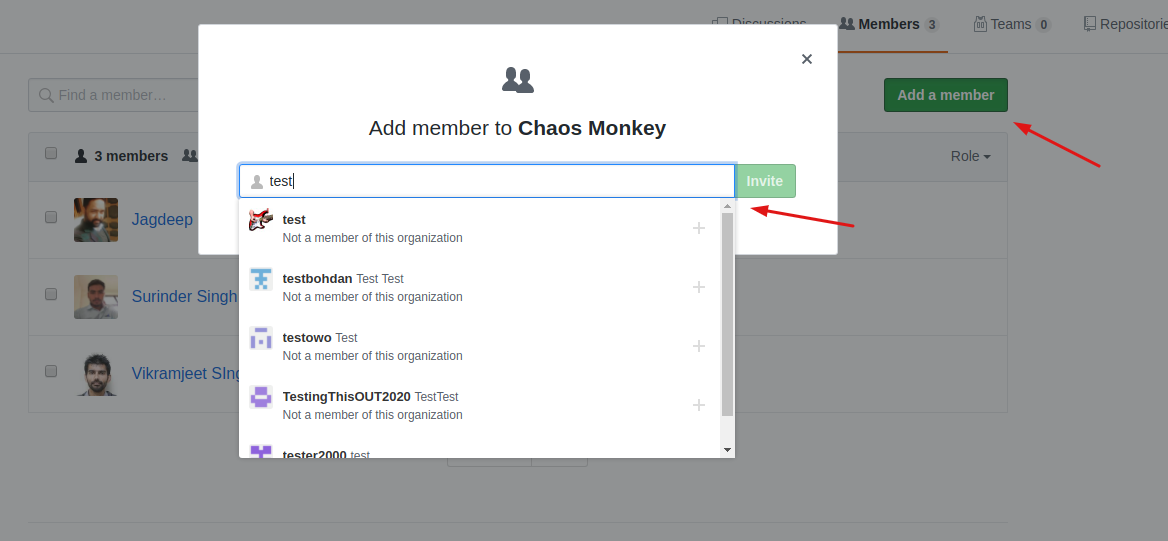 Discussions
Members 3
Teams 0
Repositorie
Find a member…
Add a member
3 members
Role
Jagdeep
Surinder Singh
Vikramjeet SIng
Add member to Chaos Monkey
test
Invite
test
Not a member of this organization
testbohdan Test Test
Not a member of this organization
testowo Test
Not a member of this organization
TestingThisOUT2020 TestTest
Not a member of this organization
tester2000 test